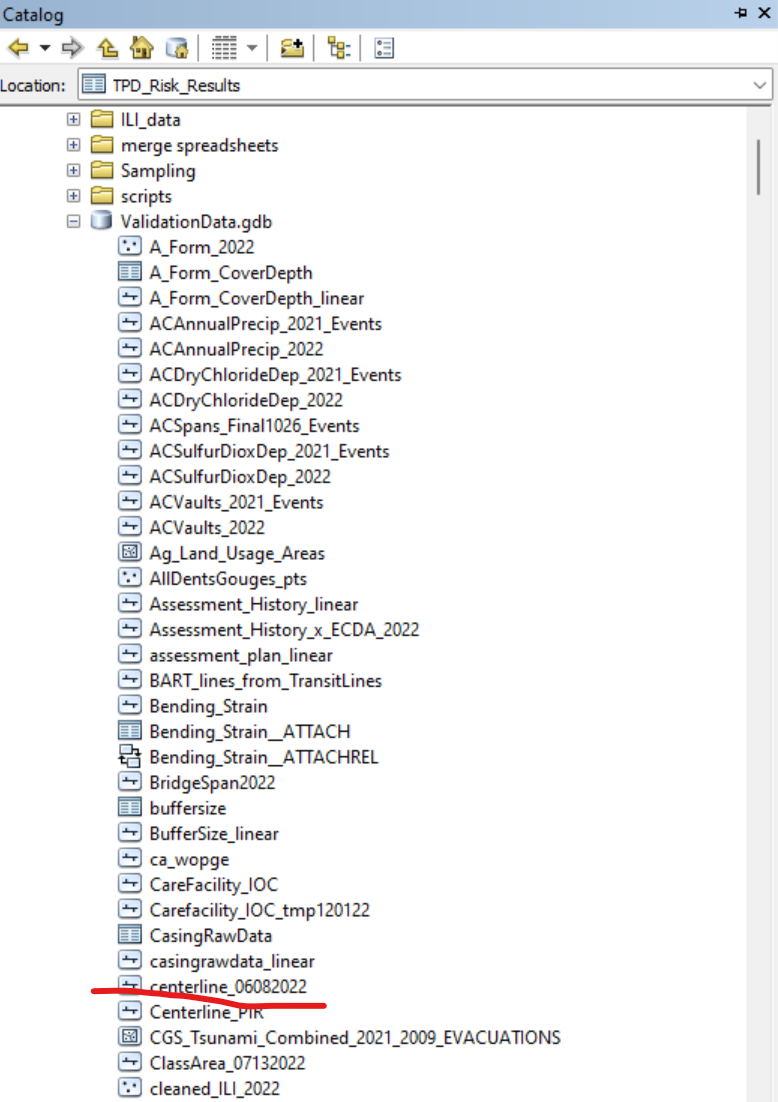 Catalog
Location: TPD_Risk_Results
ILI_data
merge spreadsheets
Sampling
scripts
ValidationData.gdb
A_Form_2022
A_Form_CoverDepth
A_Form_CoverDepth_linear
ACAnnualPrecip_2021_Events
ACAnnualPrecip_2022
ACDryChlorideDep_2021_Events
ACDryChlorideDep_2022
ACSpans_Final1026_Events
ACSulfurDioxDep_2021_Events
ACSulfurDioxDep_2022
ACVaults_2021_Events
ACVaults_2022
Ag_Land_Usage_Areas
AllDentsGouges_pts
Assessment_History_linear
Assessment_History_x_ECDA_2022
assessment_plan_linear
BART_lines_from_TransitLines
Bending_Strain
Bending_Strain__ATTACH
Bending_Strain__ATTACHREL
BridgeSpan2022
buffersize
BufferSize_linear
ca_wopge
CareFacility_IOC
Carefacility_IOC_tmp120122
CasingRawData
casingrawdata_linear
centerline_06082022
Centerline_PIR
CGS_Tsunami_Combined_2021_2009_EVACUATIONS
ClassArea_07132022
cleaned_ILI_2022